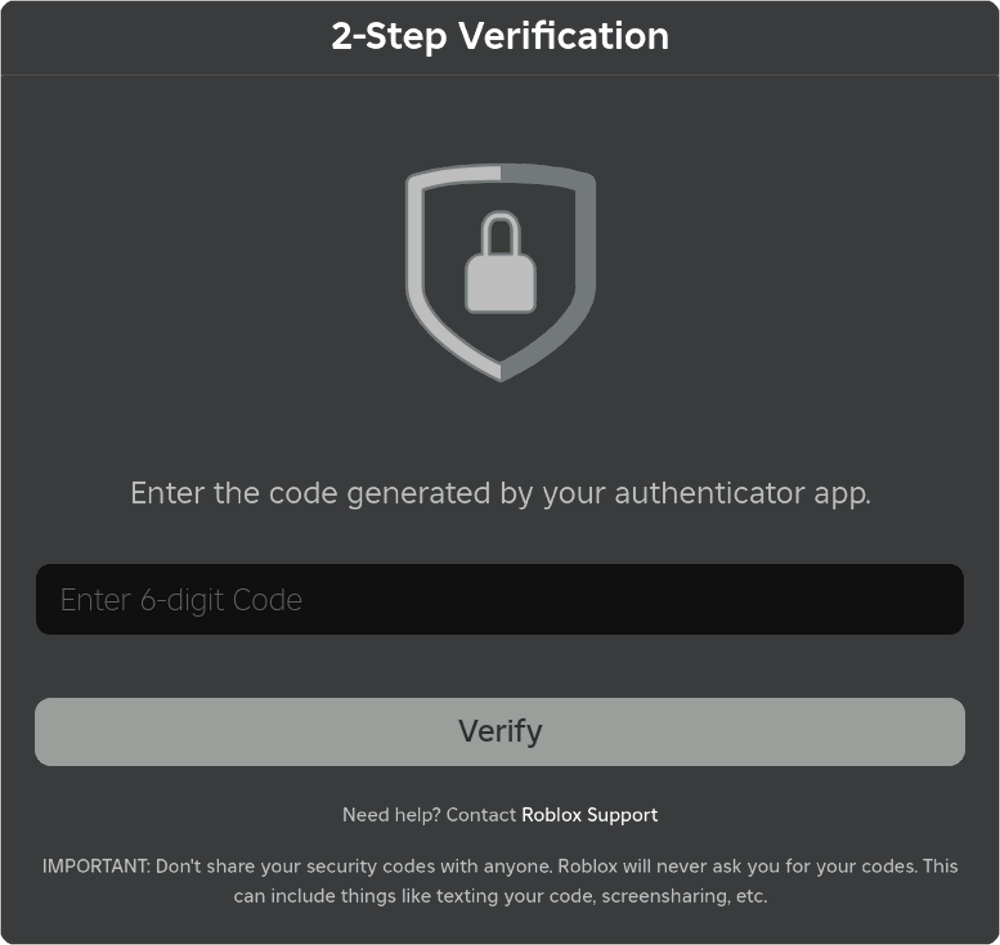 2-Step Verification
Enter the code generated by your authenticator app.
Enter 6-digit Code
Verify
Need help? Contact Roblox Support
IMPORTANT: Don't share your security codes with anyone. Roblox will never ask you for your codes. This
can include things like texting your code, screensharing, etc.